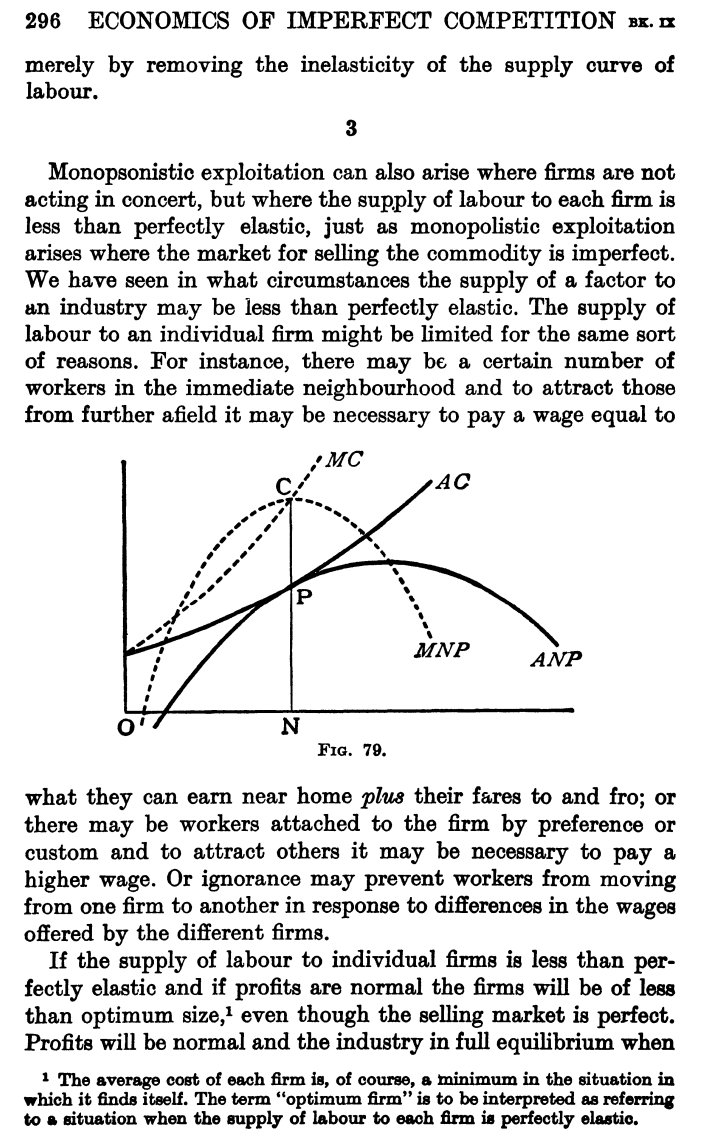 296 ECONOMICS OF IMPERFECT COMPETITION BK. IX
merely by removing the inelasticity of the supply curve of
labour.
3
Monopsonistic exploitation can also arise where firms are not
acting in concert, but where the supply of labour to each firm is
less than perfectly elastic, just as monopolistic exploitation
arises where the market for selling the commodity is imperfect.
We have seen in what circumstances the supply of a factor to
an industry may be less than perfectly elastic. The supply of
labour to an individual firm might be limited for the same sort
of reasons. For instance, there may be a certain number of
workers in the immediate neighbourhood and to attract those
from further afield it may be necessary to pay a wage equal to
MC
C
AC
P
MNP
ANP
O
N
FIG. 79.
what they can earn near home plus their fares to and fro; or
there may be workers attached to the firm by preference or
custom and to attract others it may be necessary to pay a
higher wage. Or ignorance may prevent workers from moving
from one firm to another in response to differences in the wages
offered by the different firms.
If the supply of labour to individual firms is less than per-
fectly elastic and if profits are normal the firms will be of less
than optimum size,¹ even though the selling market is perfect.
Profits will be normal and the industry in full equilibrium when
¹ The average cost of each firm is, of course, a minimum in the situation in
which it finds itself. The term "optimum firm" is to be interpreted as referring
to a situation when the supply of labour to each firm is perfectly elastic.